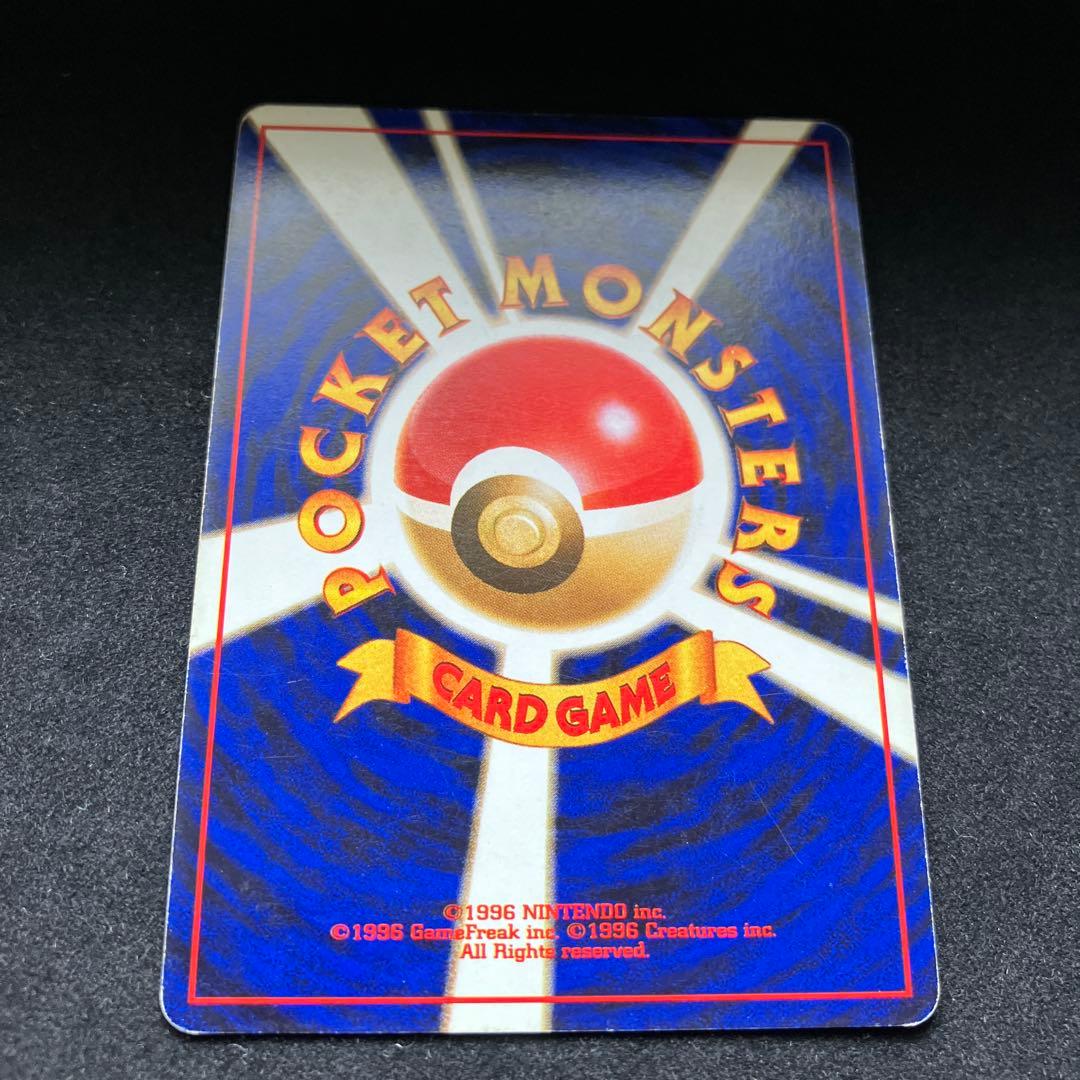 POCKET MONSTERS
CARD GAME
©1996 NINTENDO inc.
©1996 GameFreak inc. ©1996 Creatures inc.
All Rights reserved.